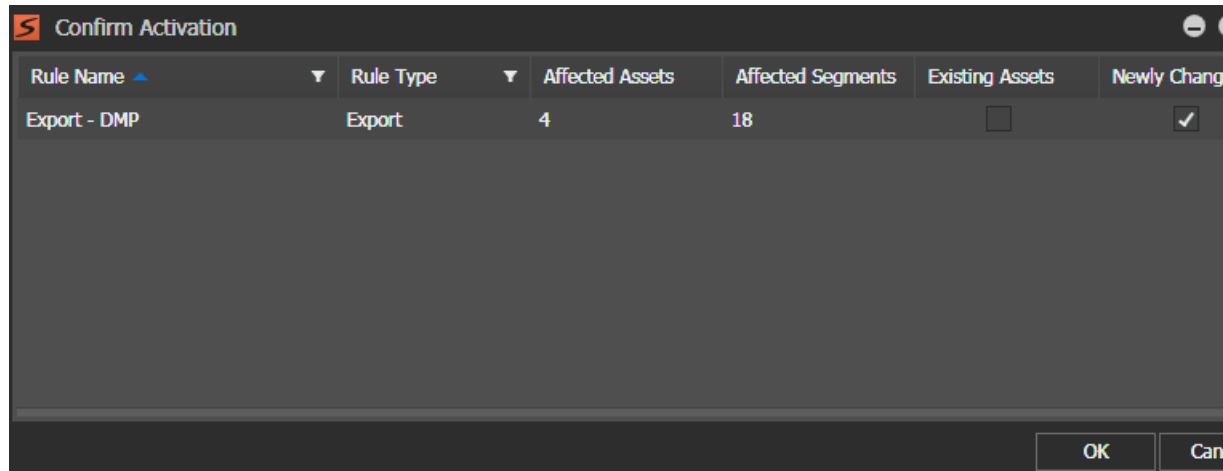 Confirm Activation
Rule Name Rule Type Affected Assets Affected Segments Existing Assets Newly Chang
Export - DMP Export 4 18
OK Can